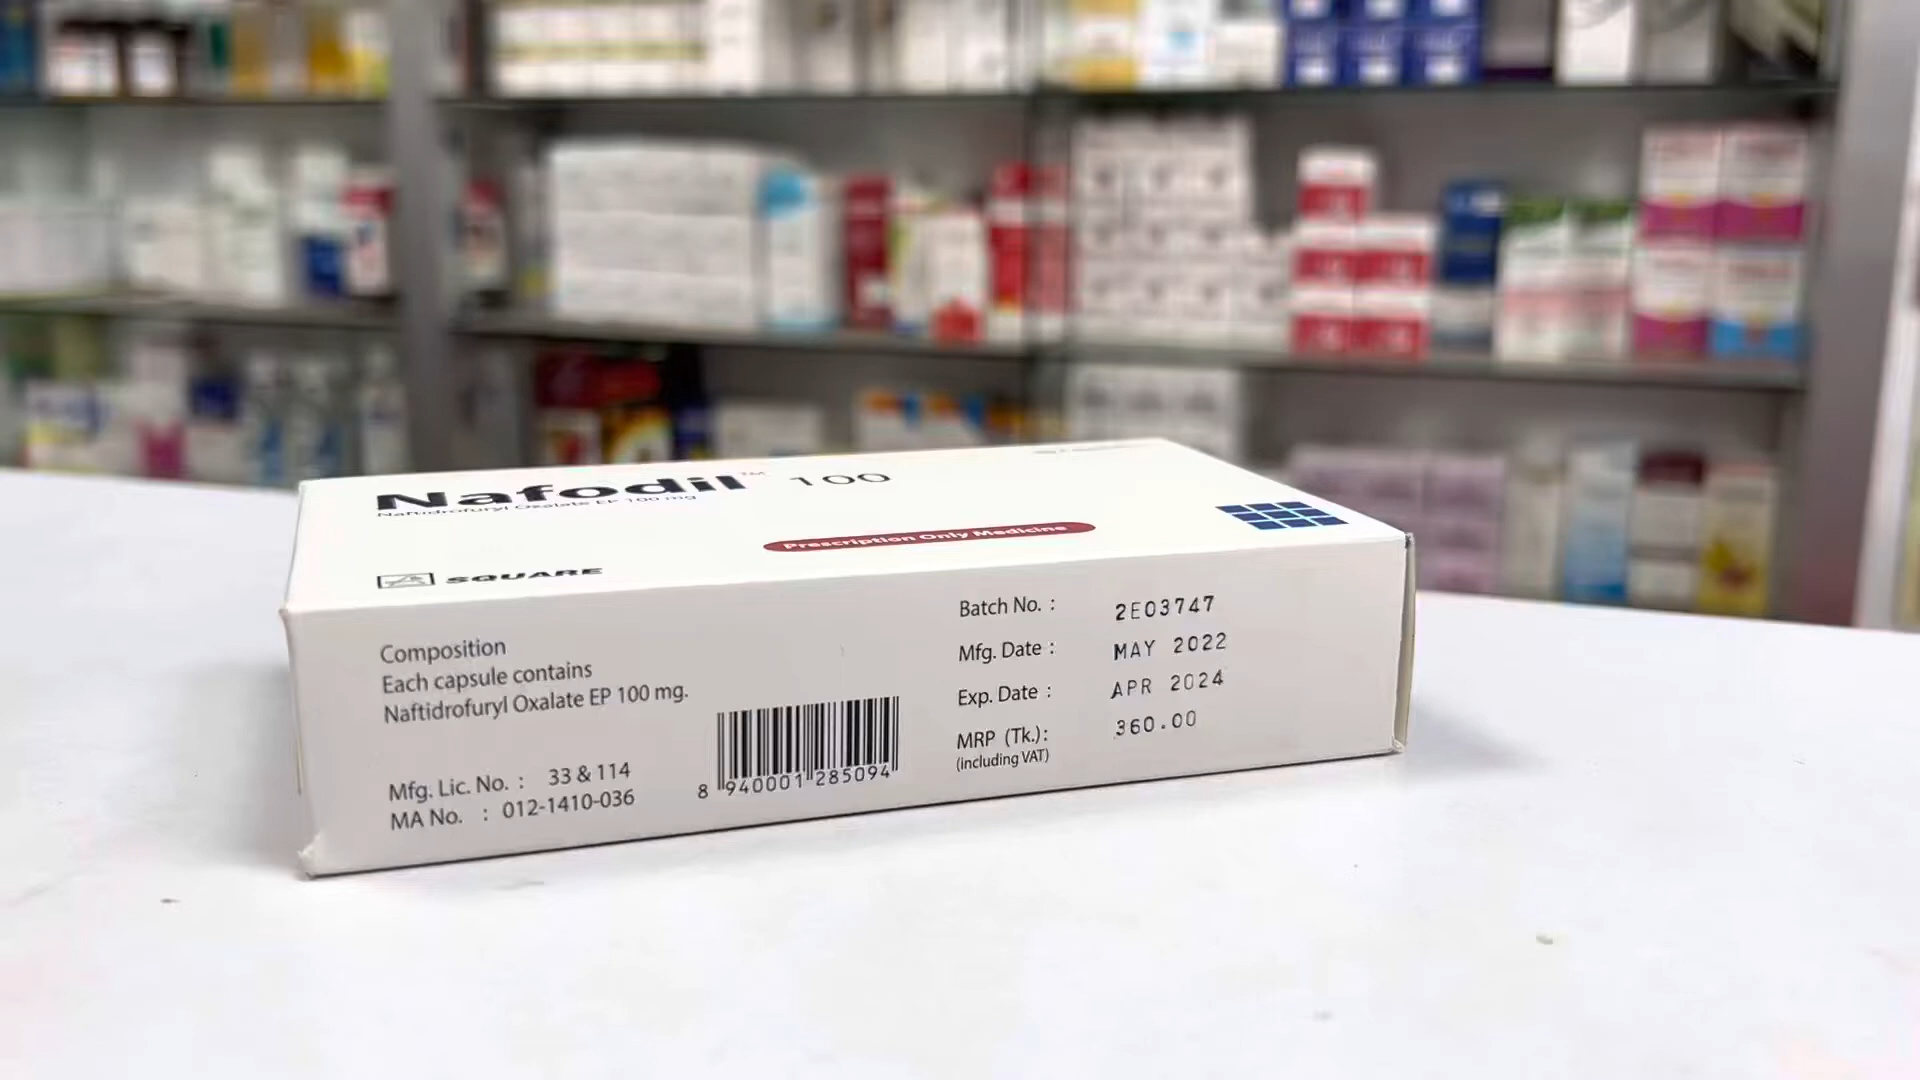 Nafodil™ 100
Naftidrofuryl Oxalate EP 100 mg
Prescription Only Medicine
SQUARE
Composition
Each capsule contains
Naftidrofuryl Oxalate EP 100 mg.
Mfg. Lic. No. : 33 & 114
MA No. : 012-1410-036
8 940001 285094
Batch No. : 2E03747
Mfg. Date : MAY 2022
Exp. Date : APR 2024
MRP (Tk.): 360.00
(including VAT)